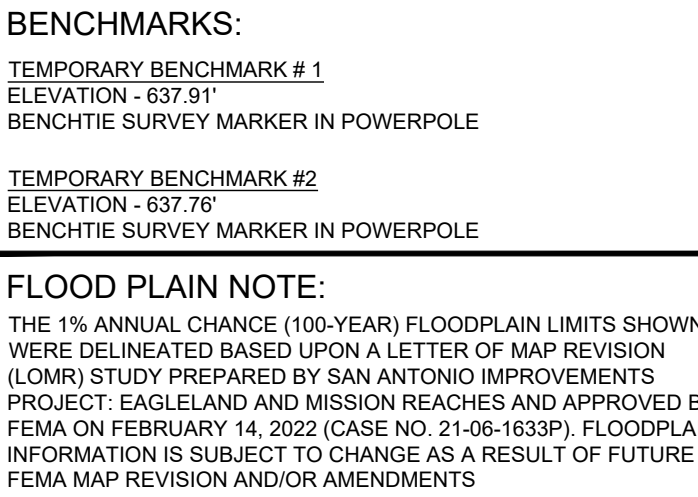 BENCHMARKS:
TEMPORARY BENCHMARK # 1
ELEVATION - 637.91'
BENCHTIE SURVEY MARKER IN POWERPOLE
TEMPORARY BENCHMARK #2
ELEVATION - 637.76'
BENCHTIE SURVEY MARKER IN POWERPOLE
FLOOD PLAIN NOTE:
THE 1% ANNUAL CHANCE (100-YEAR) FLOODPLAIN LIMITS SHOWN
WERE DELINEATED BASED UPON A LETTER OF MAP REVISION
(LOMR) STUDY PREPARED BY SAN ANTONIO IMPROVEMENTS
PROJECT: EAGLELAND AND MISSION REACHES AND APPROVED B
FEMA ON FEBRUARY 14, 2022 (CASE NO. 21-06-1633P). FLOODPLA
INFORMATION IS SUBJECT TO CHANGE AS A RESULT OF FUTURE
FEMA MAP REVISION AND/OR AMENDMENTS